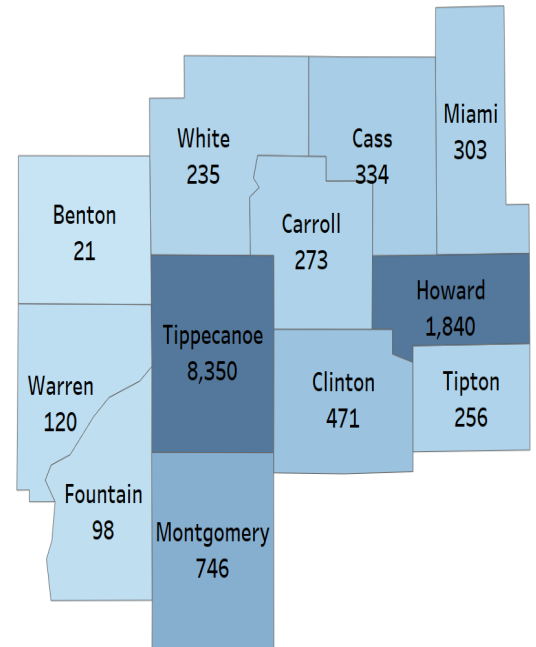 Miami
303
White
235
Cass
334
Benton
21
Carroll
273
Howard
1,840
Tippecanoe
8,350
Warren
120
Clinton
471
Tipton
256
Fountain
98
Montgomery
746